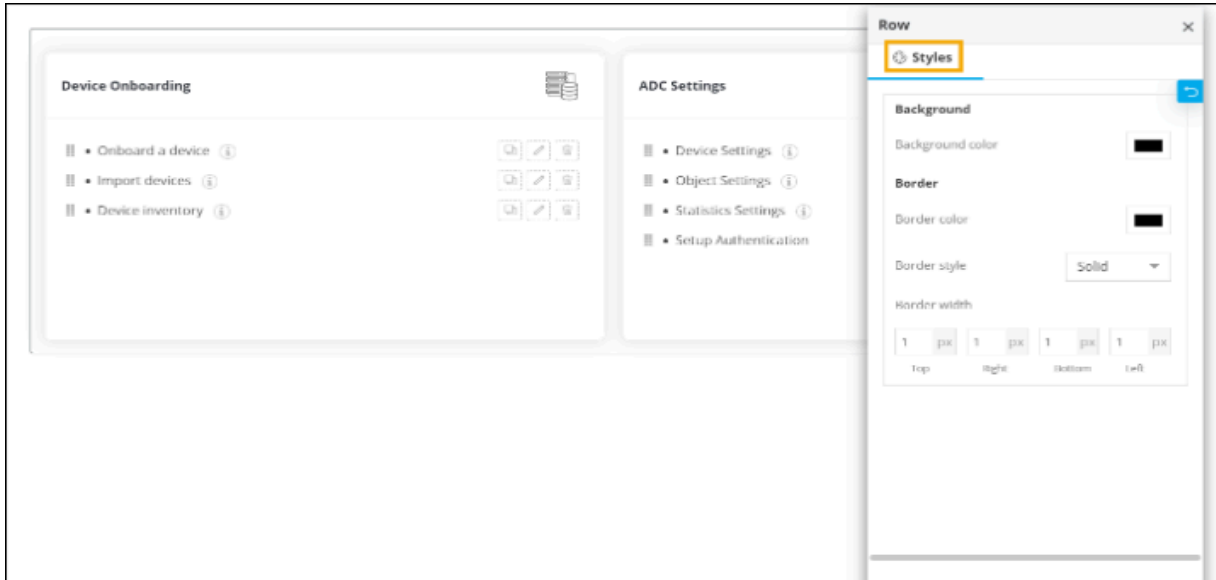 Row
Styles
Device Onboarding
• Onboard a device
• Import devices
• Device inventory
ADC Settings
• Device Settings
• Object Settings
• Statistics Settings
• Setup Authentication
Background
Background color
Border
Border color
Border style Solid
Border width
1 px 1 px 1 px 1 px
Top Right Bottom Left